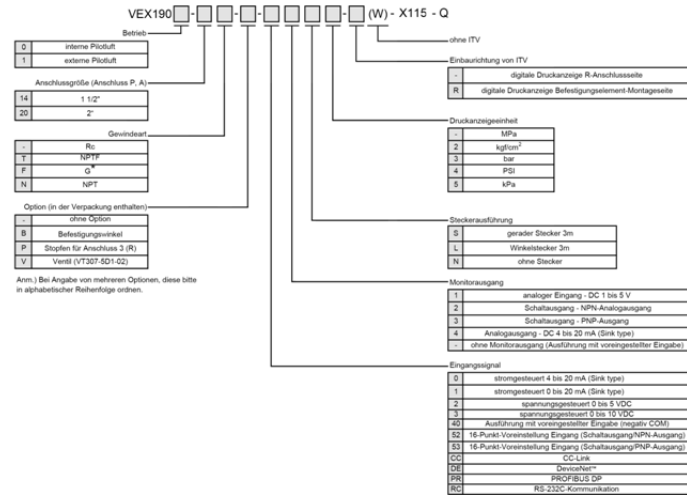 VEX190 - - - - (W) - X115 - Q
Betrieb
0 interne Pilotluft
1 externe Pilotluft
Anschlussgröße (Anschluss P, A)
14 1 1/2"
20 2"
Gewindeart
- Rc
T NPTF
F G*
N NPT
Option (in der Verpackung enthalten)
- ohne Option
B Befestigungswinkel
P Stopfen für Anschluss 3 (R)
V Ventil (VT307-5D1-02)
Anm.) Bei Angabe von mehreren Optionen, diese bitte
in alphabetischer Reihenfolge ordnen.
ohne ITV
Einbaurichtung von ITV
- digitale Druckanzeige R-Anschlussseite
R digitale Druckanzeige Befestigungselement-Montageseite
Druckanzeigeeinheit
- MPa
2 kgf/cm²
3 bar
4 PSI
5 kPa
Steckerausführung
S gerader Stecker 3m
L Winkelstecker 3m
N ohne Stecker
Monitorausgang
1 analoger Eingang - DC 1 bis 5 V
2 Schaltausgang - NPN-Analogausgang
3 Schaltausgang - PNP-Ausgang
4 Analogausgang - DC 4 bis 20 mA (Sink type)
- ohne Monitorausgang (Ausführung mit voreingestellter Eingabe)
Eingangssignal
0 stromgesteuert 4 bis 20 mA (Sink type)
1 stromgesteuert 0 bis 20 mA (Sink type)
2 spannungsgesteuert 0 bis 5 VDC
3 spannungsgesteuert 0 bis 10 VDC
40 Ausführung mit voreingestellter Eingabe (negativ COM)
52 16-Punkt-Voreinstellung Eingang (Schaltausgang/NPN-Ausgang)
53 16-Punkt-Voreinstellung Eingang (Schaltausgang/PNP-Ausgang)
CC CC-Link
DE DeviceNet™
PR PROFIBUS DP
RC RS-232C-Kommunikation